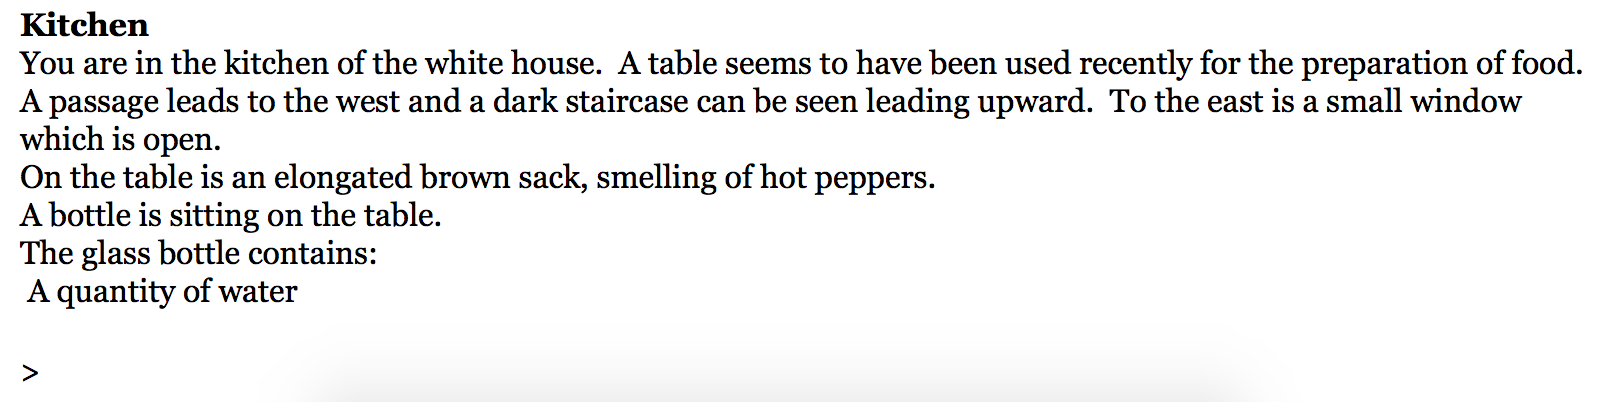 Kitchen
You are in the kitchen of the white house.  A table seems to have been used recently for the preparation of food.
A passage leads to the west and a dark staircase can be seen leading upward.  To the east is a small window
which is open.
On the table is an elongated brown sack, smelling of hot peppers.
A bottle is sitting on the table.
The glass bottle contains:
 A quantity of water
>